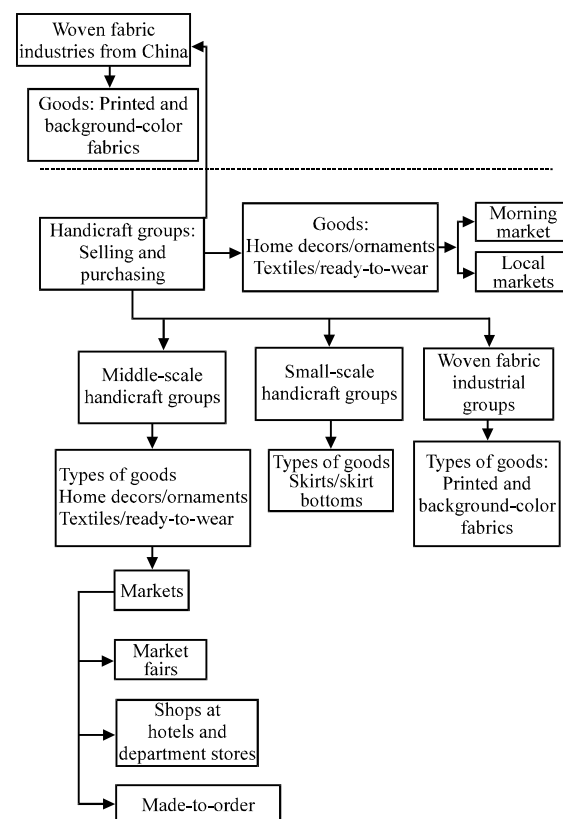 Woven fabric
industries from China
Goods: Printed and
background-color
fabrics
Handicraft groups:
Selling and
purchasing
Goods:
Home decors/ornaments
Textiles/ready-to-wear
Morning
market
Local
markets
Middle-scale
handicraft groups
Small-scale
handicraft groups
Woven fabric
industrial
groups
Types of goods
Home decors/ornaments
Textiles/ready-to-wear
Types of goods
Skirts/skirt
bottoms
Types of goods:
Printed and
background-color
fabrics
Markets
Market
fairs
Shops at
hotels and
department stores
Made-to-order